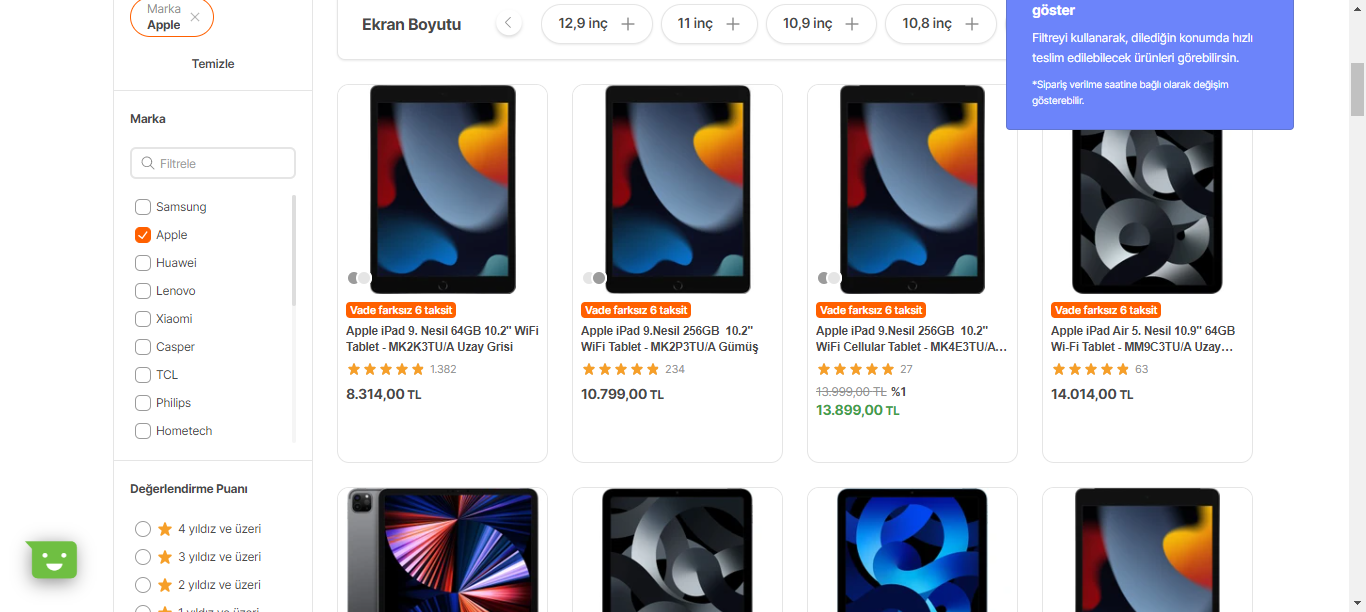 Marka
Apple
Temizle
Marka
Filtrele
Samsung
Apple
Huawei
Lenovo
Xiaomi
Casper
TCL
Philips
Hometech
Değerlendirme Puanı
4 yıldız ve üzeri
3 yıldız ve üzeri
2 yıldız ve üzeri
1 yıldız ve üzeri
Ekran Boyutu
12,9 inç
11 inç
10,9 inç
10,8 inç
göster
Filtreyi kullanarak, dilediğin konumda hızlı
teslim edilebilecek ürünleri görebilirsin.
*Sipariş verilme saatine bağlı olarak değişim
gösterebilir.
Vade farksız 6 taksit
Apple iPad 9. Nesil 64GB 10.2" WiFi
Tablet - MK2K3TU/A Uzay Grisi
1.382
8.314,00 TL
Vade farksız 6 taksit
Apple iPad 9.Nesil 256GB 10.2"
WiFi Tablet - MK2P3TU/A Gümüş
234
10.799,00 TL
Vade farksız 6 taksit
Apple iPad 9.Nesil 256GB 10.2"
WiFi Cellular Tablet - MK4E3TU/A...
27
13.999,00 TL %1
13.899,00 TL
Vade farksız 6 taksit
Apple iPad Air 5. Nesil 10.9" 64GB
Wi-Fi Tablet - MM9C3TU/A Uzay...
63
14.014,00 TL